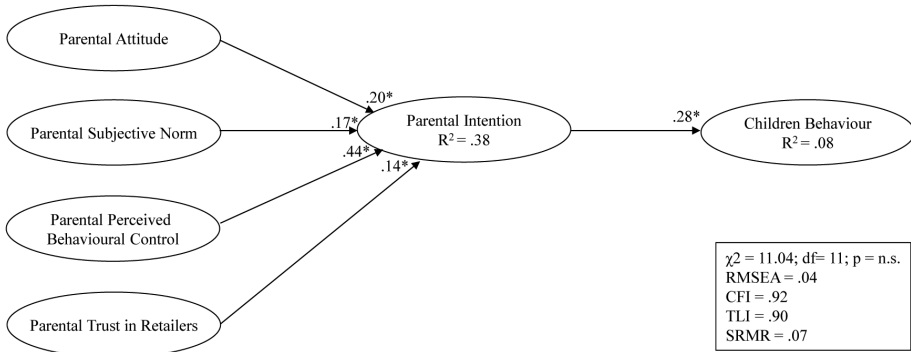 Parental Attitude
.20*
Parental Subjective Norm
.17*
Parental Intention
R² = .38
.28*
Children Behaviour
R² = .08
.44*
.14*
Parental Perceived
Behavioural Control
Parental Trust in Retailers
χ2 = 11.04; df= 11; p = n.s.
RMSEA = .04
CFI = .92
TLI = .90
SRMR = .07